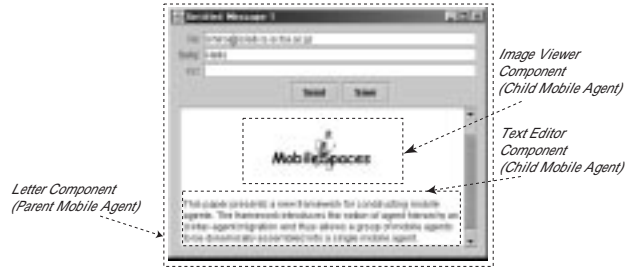 Untitled Message 1
To:
Send Save
Image Viewer
Component
(Child Mobile Agent)
MobileSpaces
Text Editor
Component
(Child Mobile Agent)
Letter Component
(Parent Mobile Agent)
This paper presents a new framework for constructing mobile
agents. The framework introduces the notion of agent hierarchy and
inter-agent migration and thus allows a group of mobile agents
to be dynamically assembled into a single mobile agent.